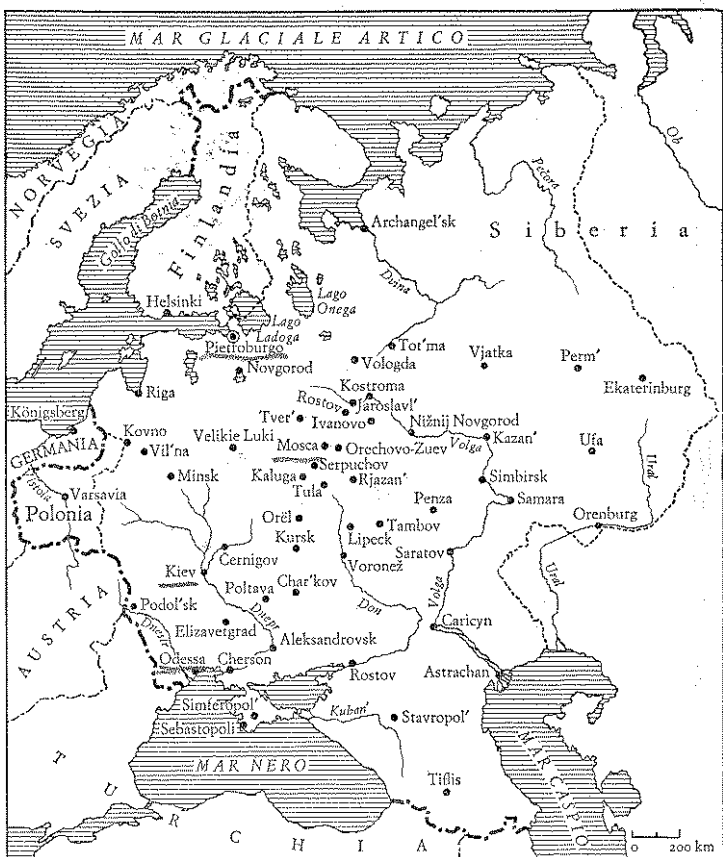 MAR GLACIALE ARTICO
NORVEGIA
SVEZIA
Golfo di Botnia
Finlandia
Ob
Pečora
Siberia
Archangel'sk
Dvina
Helsinki
Lago
Onega
Lago
Ladoga
Pietroburgo
Novgorod
Tot'ma
Vologda
Vjatka
Perm'
Ekaterinburg
Riga
Kostroma
Rostov
Jaroslavl'
Ivanovo
Tver'
Nižnij Novgorod
Volga
Kazan'
Königsberg
GERMANIA
Kovno
Vil'na
Velikie Luki
Mosca
Orechovo-Zuev
Ufa
Ural
Minsk
Serpuchov
Kaluga
Tula
Rjazan'
Simbirsk
Samara
Vistola
Varsavia
Polonia
Orël
Penza
Tambov
Lipeck
Orenburg
Kursk
Černigov
Voronež
Saratov
Kiev
Poltava
Char'kov
Don
Volga
Ural
AUSTRIA
Podol'sk
Dnestr
Elizavetgrad
Dnepr
Aleksandrovsk
Caricyn
Odessa
Cherson
Rostov
Astrachan
Simferopol'
Sebastopoli
Kuban'
Stavropol'
MAR NERO
Tiflis
MAR CASPIO
TURCHIA
0 200 km